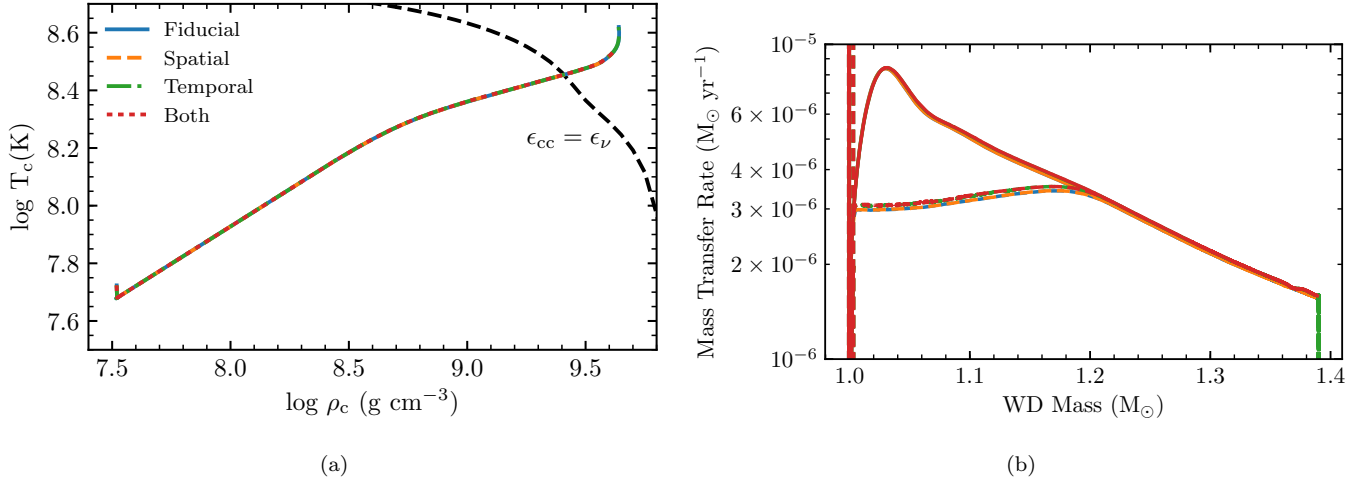 8.6
8.4
8.2
8.0
7.8
7.6
log T_c(K)
Fiducial
Spatial
Temporal
Both
ϵ_cc = ϵ_ν
7.5 8.0 8.5 9.0 9.5
log ρ_c (g cm^−3)
(a)
10^−5
6 × 10^−6
4 × 10^−6
3 × 10^−6
2 × 10^−6
10^−6
Mass Transfer Rate (M_⊙ yr^−1)
1.0 1.1 1.2 1.3 1.4
WD Mass (M_⊙)
(b)